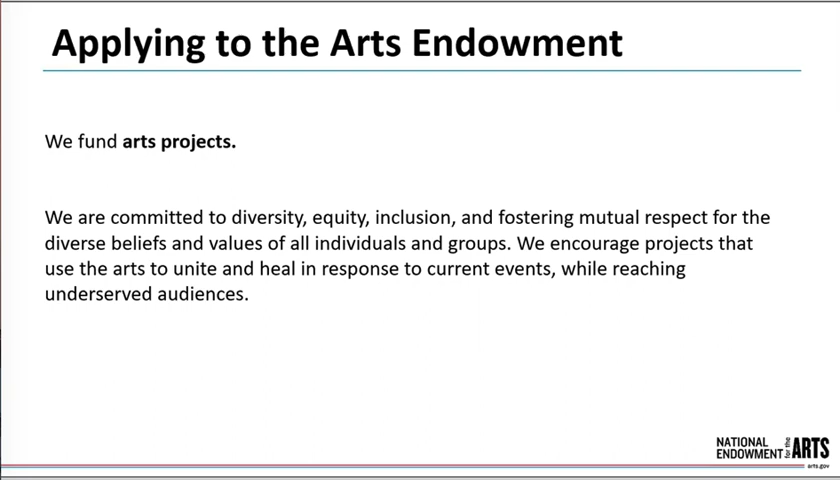 Applying to the Arts Endowment
We fund arts projects.
We are committed to diversity, equity, inclusion, and fostering mutual respect for the
diverse beliefs and values of all individuals and groups. We encourage projects that
use the arts to unite and heal in response to current events, while reaching
underserved audiences.
NATIONAL
ENDOWMENT for the ARTS
arts.gov